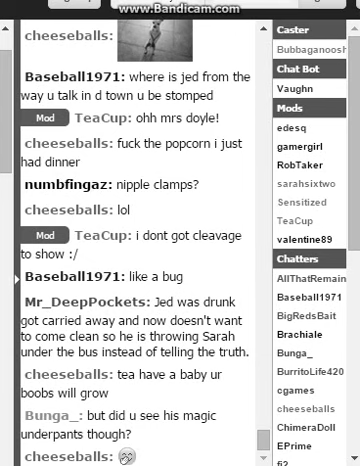 www.Bandicam.com
cheeseballs:
Baseball1971: where is jed from the
way u talk in d town u be stomped
Mod TeaCup: ohh mrs doyle!
cheeseballs: fuck the popcorn i just
had dinner
numbfingaz: nipple clamps?
cheeseballs: lol
Mod TeaCup: i dont got cleavage
to show :/
Baseball1971: like a bug
Mr_DeepPockets: Jed was drunk
got carried away and now doesn't want
to come clean so he is throwing Sarah
under the bus instead of telling the truth.
cheeseballs: tea have a baby ur
boobs will grow
Bunga_: but did u see his magic
underpants though?
cheeseballs:
Caster
Bubbaganoosh
Chat Bot
Vaughn
Mods
edesq
gamergirl
RobTaker
sarahsixtwo
Sensitized
TeaCup
valentine89
Chatters
AllThatRemain
Baseball1971
BigRedsBait
Brachiale
Bunga_
BurritoLife420
cgames
cheeseballs
ChimeraDoll
EPrime
fi2